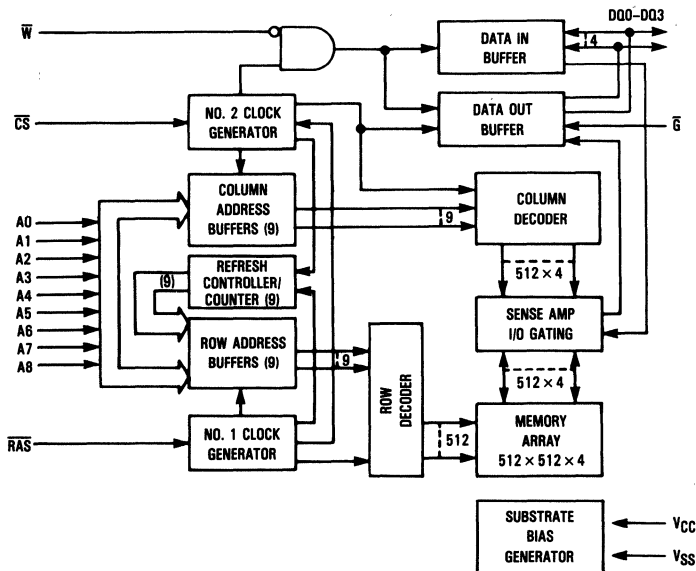 W̅
DQ0–DQ3
DATA IN
BUFFER
4
NO. 2 CLOCK
GENERATOR
C̅S̅
DATA OUT
BUFFER
G̅
COLUMN
ADDRESS
BUFFERS (9)
9
COLUMN
DECODER
A0
A1
A2
A3
A4
A5
A6
A7
A8
(9)
REFRESH
CONTROLLER/
COUNTER (9)
512 × 4
SENSE AMP
I/O GATING
ROW ADDRESS
BUFFERS (9)
9
ROW
DECODER
512 × 4
R̅A̅S̅
NO. 1 CLOCK
GENERATOR
512
MEMORY
ARRAY
512 × 512 × 4
SUBSTRATE
BIAS
GENERATOR
VCC
VSS